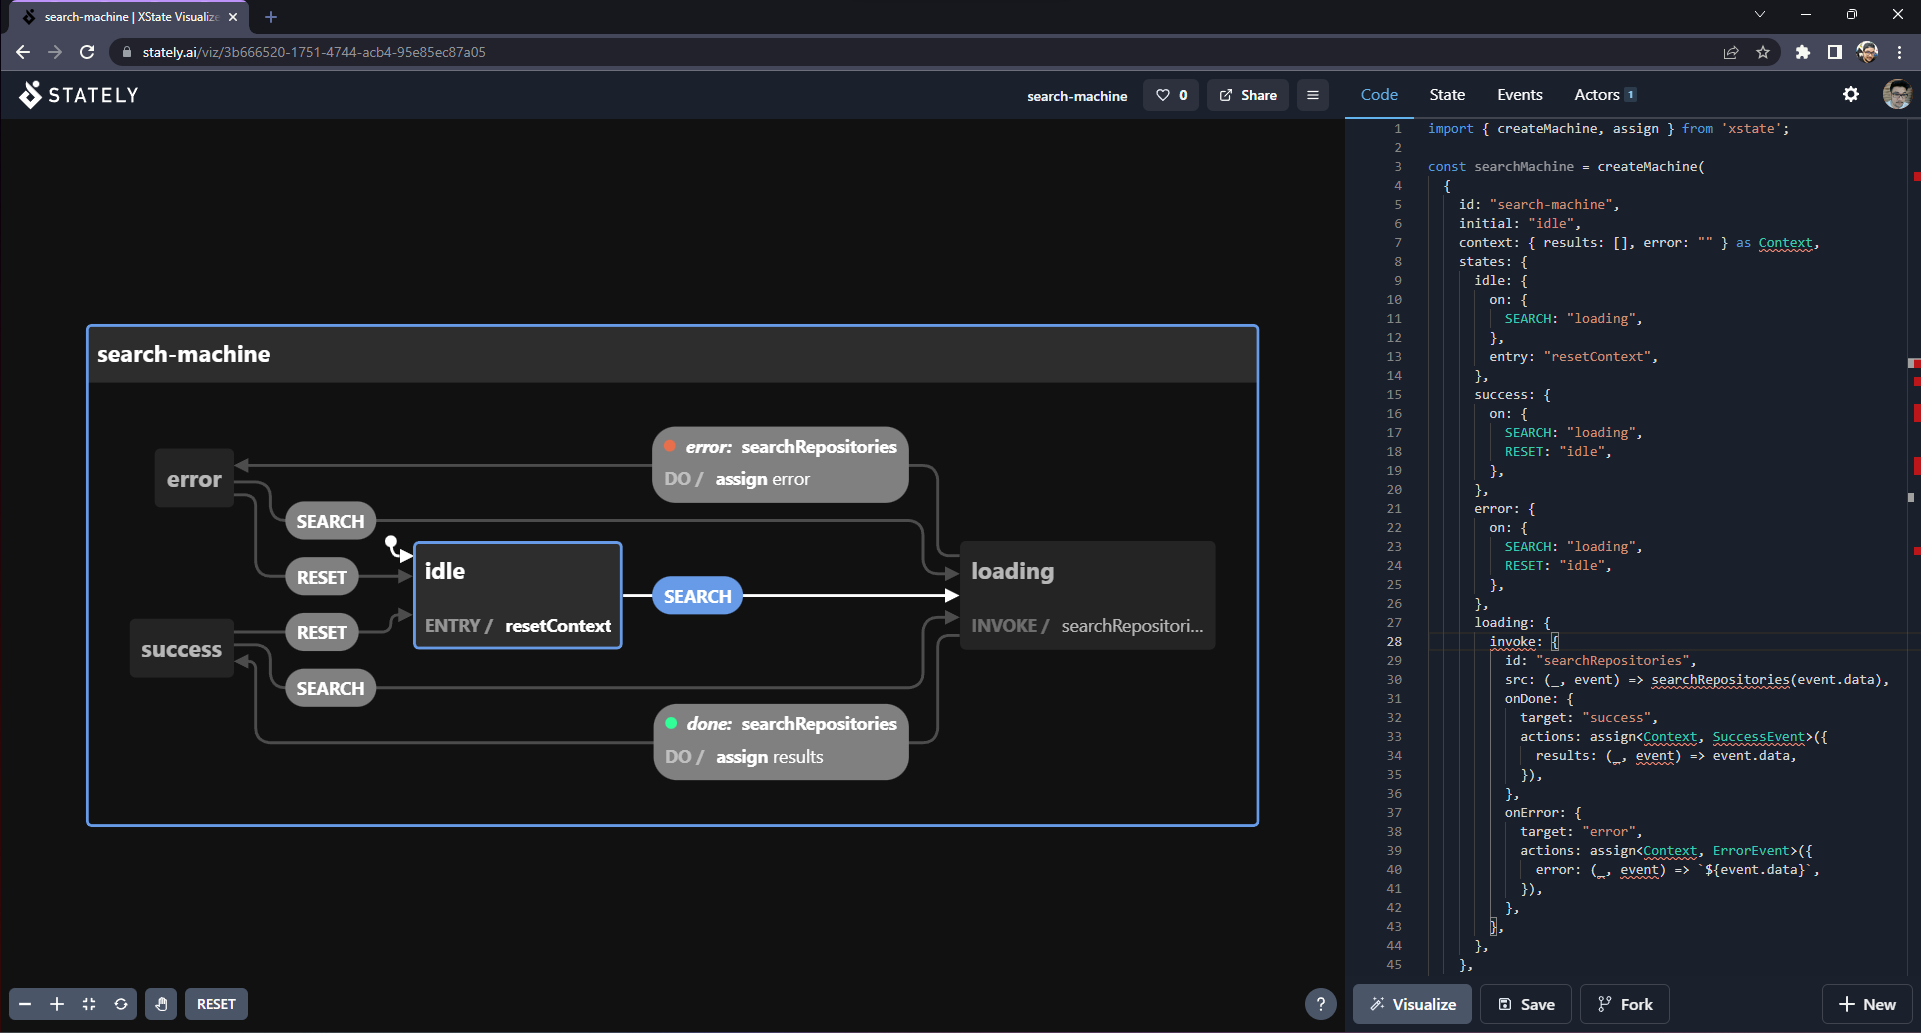 search-machine | XState Visualize
stately.ai/viz/3b666520-1751-4744-acb4-95e85ec87a05
STATELY
search-machine
0
Share
Code
State
Events
Actors 1
search-machine
error: searchRepositories
DO / assign error
error
SEARCH
RESET
idle
ENTRY / resetContext
SEARCH
loading
INVOKE / searchRepositori...
RESET
success
SEARCH
done: searchRepositories
DO / assign results
RESET
?
1 import { createMachine, assign } from 'xstate';
2
3 const searchMachine = createMachine(
4 {
5 id: "search-machine",
6 initial: "idle",
7 context: { results: [], error: "" } as Context,
8 states: {
9 idle: {
10 on: {
11 SEARCH: "loading",
12 },
13 entry: "resetContext",
14 },
15 success: {
16 on: {
17 SEARCH: "loading",
18 RESET: "idle",
19 },
20 },
21 error: {
22 on: {
23 SEARCH: "loading",
24 RESET: "idle",
25 },
26 },
27 loading: {
28 invoke: {
29 id: "searchRepositories",
30 src: (_, event) => searchRepositories(event.data),
31 onDone: {
32 target: "success",
33 actions: assign<Context, SuccessEvent>({
34 results: (_, event) => event.data,
35 }),
36 },
37 onError: {
38 target: "error",
39 actions: assign<Context, ErrorEvent>({
40 error: (_, event) => `${event.data}`,
41 }),
42 },
43 },
44 },
45 },
Visualize
Save
Fork
New